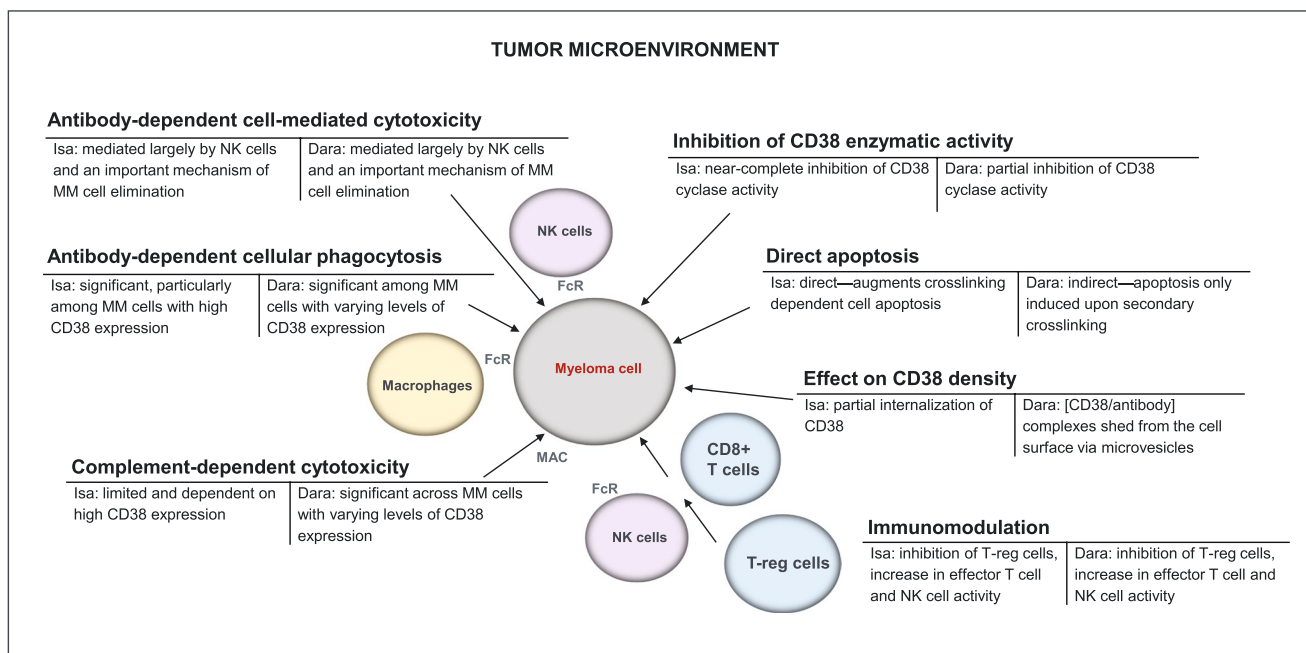 TUMOR MICROENVIRONMENT
Antibody-dependent cell-mediated cytotoxicity
Isa: mediated largely by NK cells
and an important mechanism of
MM cell elimination
Dara: mediated largely by NK cells
and an important mechanism of MM
cell elimination
Inhibition of CD38 enzymatic activity
Isa: near-complete inhibition of CD38
cyclase activity
Dara: partial inhibition of CD38
cyclase activity
NK cells
FcR
Antibody-dependent cellular phagocytosis
Isa: significant, particularly
among MM cells with high
CD38 expression
Dara: significant among MM
cells with varying levels of
CD38 expression
Direct apoptosis
Isa: direct—augments crosslinking
dependent cell apoptosis
Dara: indirect—apoptosis only
induced upon secondary
crosslinking
FcR
Macrophages
Myeloma cell
Effect on CD38 density
Isa: partial internalization of
CD38
Dara: [CD38/antibody]
complexes shed from the cell
surface via microvesicles
MAC
CD8+
T cells
Complement-dependent cytotoxicity
Isa: limited and dependent on
high CD38 expression
Dara: significant across MM cells
with varying levels of CD38
expression
FcR
NK cells
T-reg cells
Immunomodulation
Isa: inhibition of T-reg cells,
increase in effector T cell
and NK cell activity
Dara: inhibition of T-reg cells,
increase in effector T cell and
NK cell activity